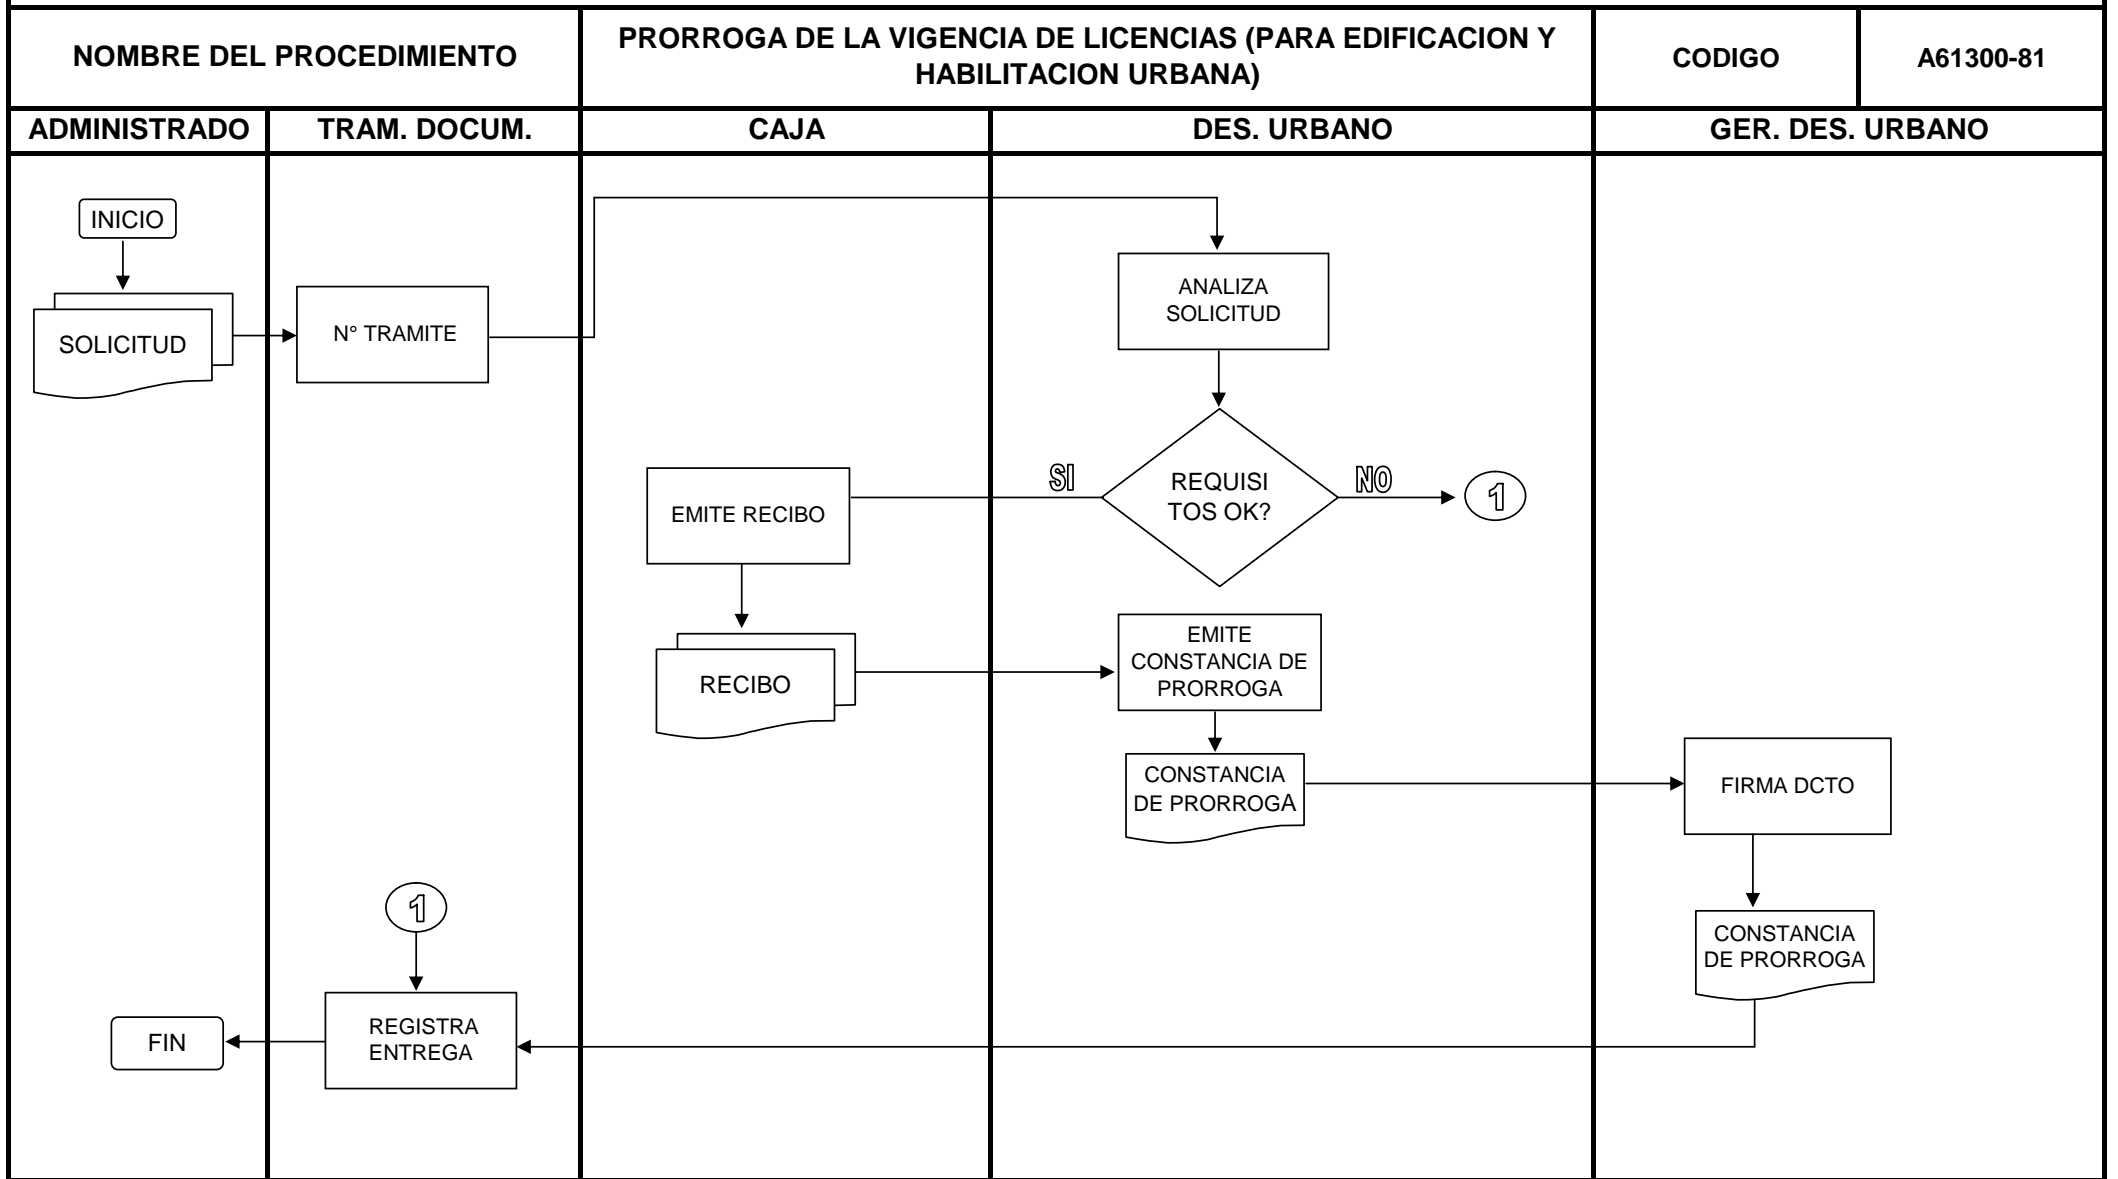 NOMBRE DEL PROCEDIMIENTO
PRORROGA DE LA VIGENCIA DE LICENCIAS (PARA EDIFICACION Y
HABILITACION URBANA)
CODIGO
A61300-81
ADMINISTRADO
TRAM. DOCUM.
CAJA
DES. URBANO
GER. DES. URBANO
INICIO
SOLICITUD
N° TRAMITE
ANALIZA
SOLICITUD
REQUISI
TOS OK?
SI
NO
1
EMITE RECIBO
RECIBO
EMITE
CONSTANCIA DE
PRORROGA
CONSTANCIA
DE PRORROGA
FIRMA DCTO
CONSTANCIA
DE PRORROGA
1
REGISTRA
ENTREGA
FIN